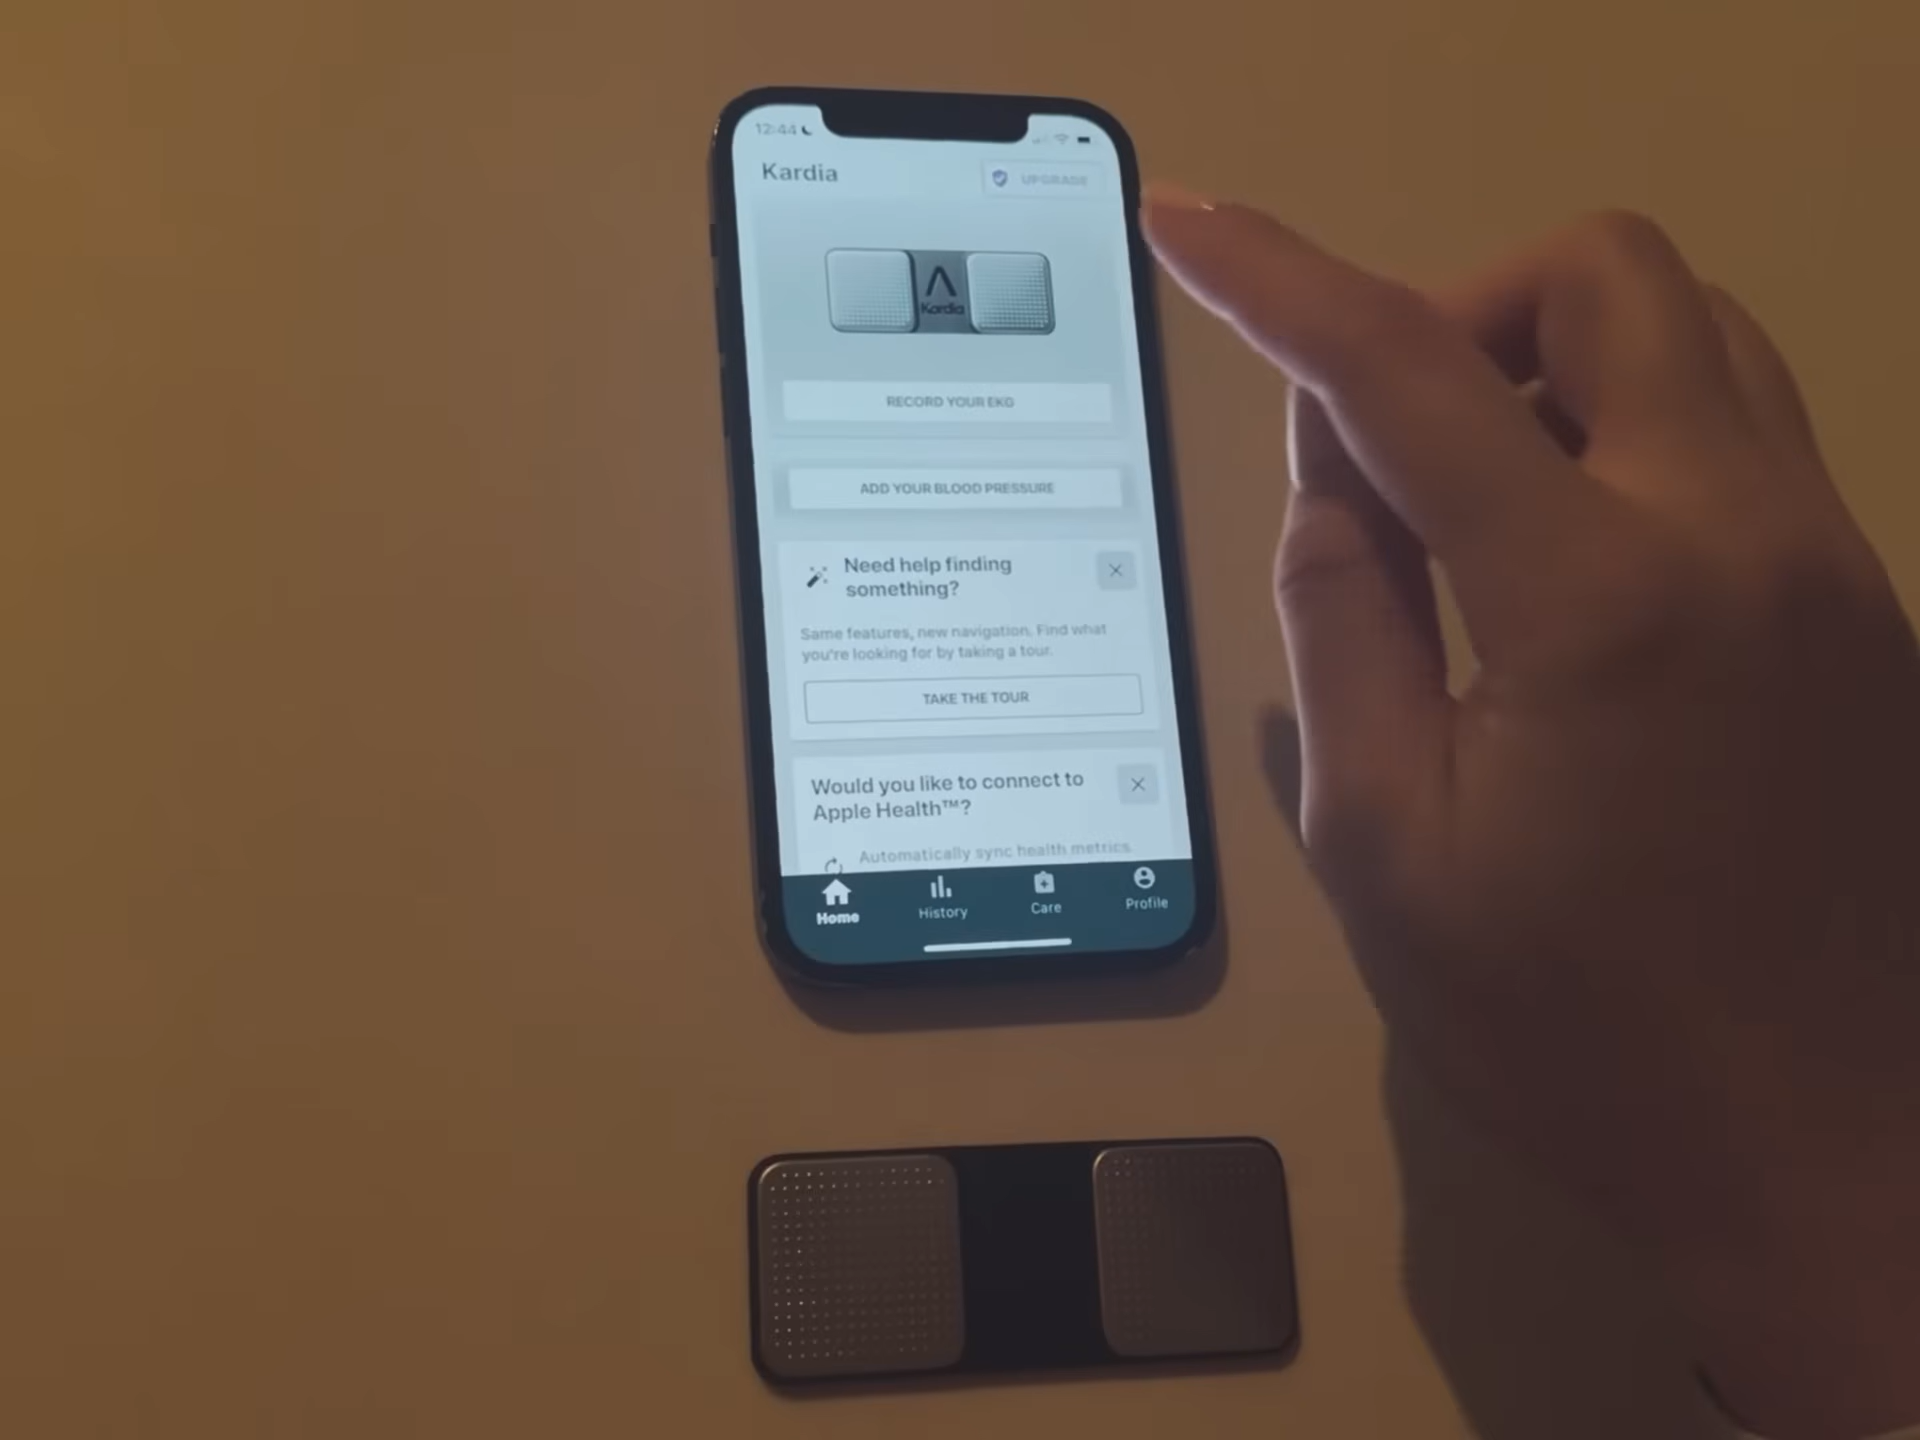 12:44
Kardia
UPGRADE
Kardia
RECORD YOUR EKG
ADD YOUR BLOOD PRESSURE
Need help finding
something?
Same features, new navigation. Find what
you're looking for by taking a tour.
TAKE THE TOUR
Would you like to connect to
Apple Health™?
Automatically sync health metrics
Home
History
Care
Profile